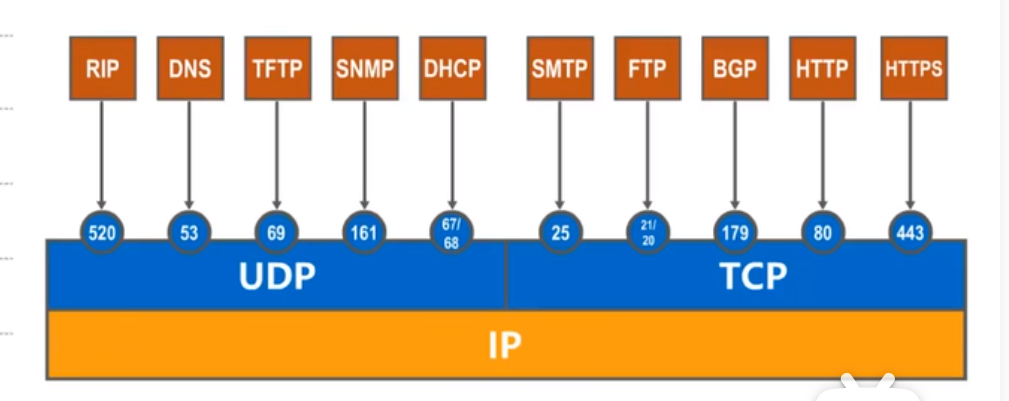 RIP DNS TFTP SNMP DHCP SMTP FTP BGP HTTP HTTPS
520 53 69 161 67/ 68 25 21/ 20 179 80 443
UDP TCP
IP